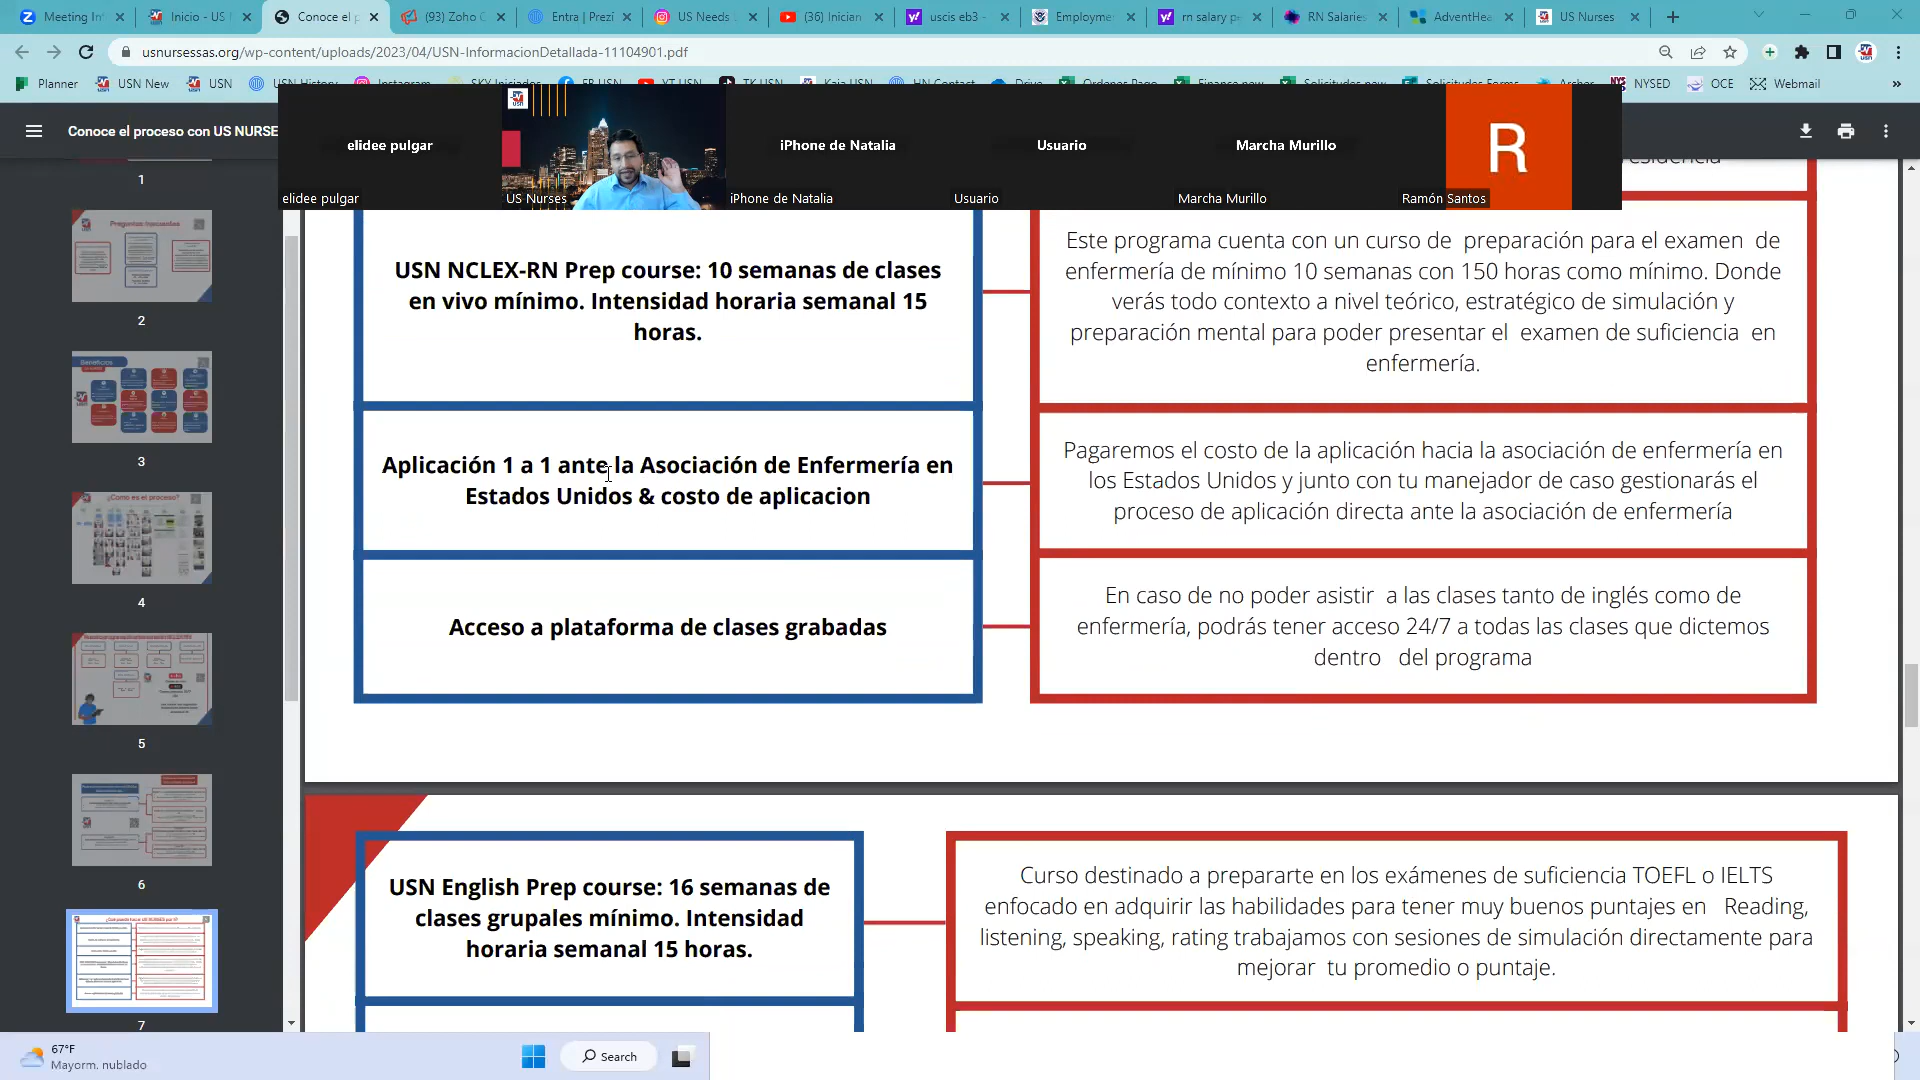 Meeting In
Inicio - US N
Conoce el p
(93) Zoho C
Entra | Prezi
US Needs
(36) Inician
uscis eb3 -
Employme
rn salary p
RN Salaries
AdventHea
US Nurses
usnursessas.org/wp-content/uploads/2023/04/USN-InformacionDetallada-11104901.pdf
Planner
USN New
USN
USN History
Instagram
NYSED
OCE
Webmail
Conoce el proceso con US NURSE
elidee pulgar
iPhone de Natalia
Usuario
Marcha Murillo
R
elidee pulgar
US Nurses
iPhone de Natalia
Usuario
Marcha Murillo
Ramón Santos
1
Preguntas frecuentes
2
Beneficios
3
¿Como es el proceso?
4
5
6
7
USN NCLEX-RN Prep course: 10 semanas de clases
en vivo mínimo. Intensidad horaria semanal 15
horas.
Este programa cuenta con un curso de preparación para el examen de
enfermería de mínimo 10 semanas con 150 horas como mínimo. Donde
verás todo contexto a nivel teórico, estratégico de simulación y
preparación mental para poder presentar el examen de suficiencia en
enfermería.
Aplicación 1 a 1 ante la Asociación de Enfermería en
Estados Unidos & costo de aplicacion
Pagaremos el costo de la aplicación hacia la asociación de enfermería en
los Estados Unidos y junto con tu manejador de caso gestionarás el
proceso de aplicación directa ante la asociación de enfermería
Acceso a plataforma de clases grabadas
En caso de no poder asistir a las clases tanto de inglés como de
enfermería, podrás tener acceso 24/7 a todas las clases que dictemos
dentro del programa
USN English Prep course: 16 semanas de
clases grupales mínimo. Intensidad
horaria semanal 15 horas.
Curso destinado a prepararte en los exámenes de suficiencia TOEFL o IELTS
enfocado en adquirir las habilidades para tener muy buenos puntajes en Reading,
listening, speaking, rating trabajamos con sesiones de simulación directamente para
mejorar tu promedio o puntaje.
67°F
Mayorm. nublado
Search